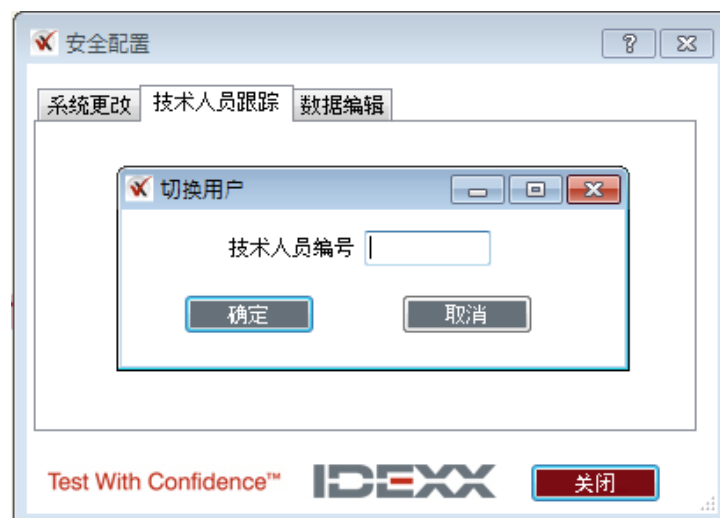 安全配置
系统更改 技术人员跟踪 数据编辑
切换用户
技术人员编号
确定 取消
Test With Confidence™ IDEXX 关闭